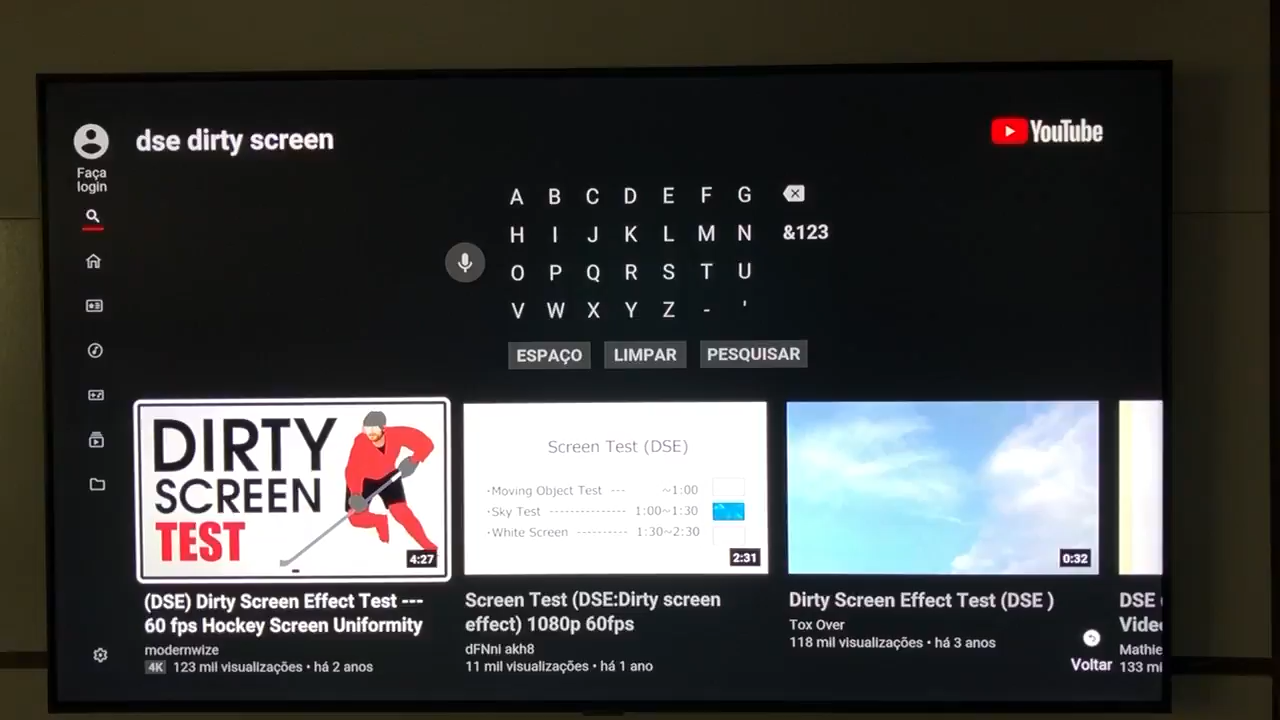 dse dirty screen
YouTube
Faça
login
A B C D E F G
H I J K L M N &123
O P Q R S T U
V W X Y Z - '
ESPAÇO LIMPAR PESQUISAR
DIRTY
SCREEN
TEST
4:27
Screen Test (DSE)
·Moving Object Test --- ~1:00
·Sky Test ------------- 1:00~1:30
·White Screen --------- 1:30~2:30
2:31
0:32
(DSE) Dirty Screen Effect Test ---
60 fps Hockey Screen Uniformity
modernwize
4K 123 mil visualizações • há 2 anos
Screen Test (DSE:Dirty screen
effect) 1080p 60fps
dFNni akh8
11 mil visualizações • há 1 ano
Dirty Screen Effect Test (DSE )
Tox Over
118 mil visualizações • há 3 anos
Voltar
DSE
Vide
Mathie
133 mi